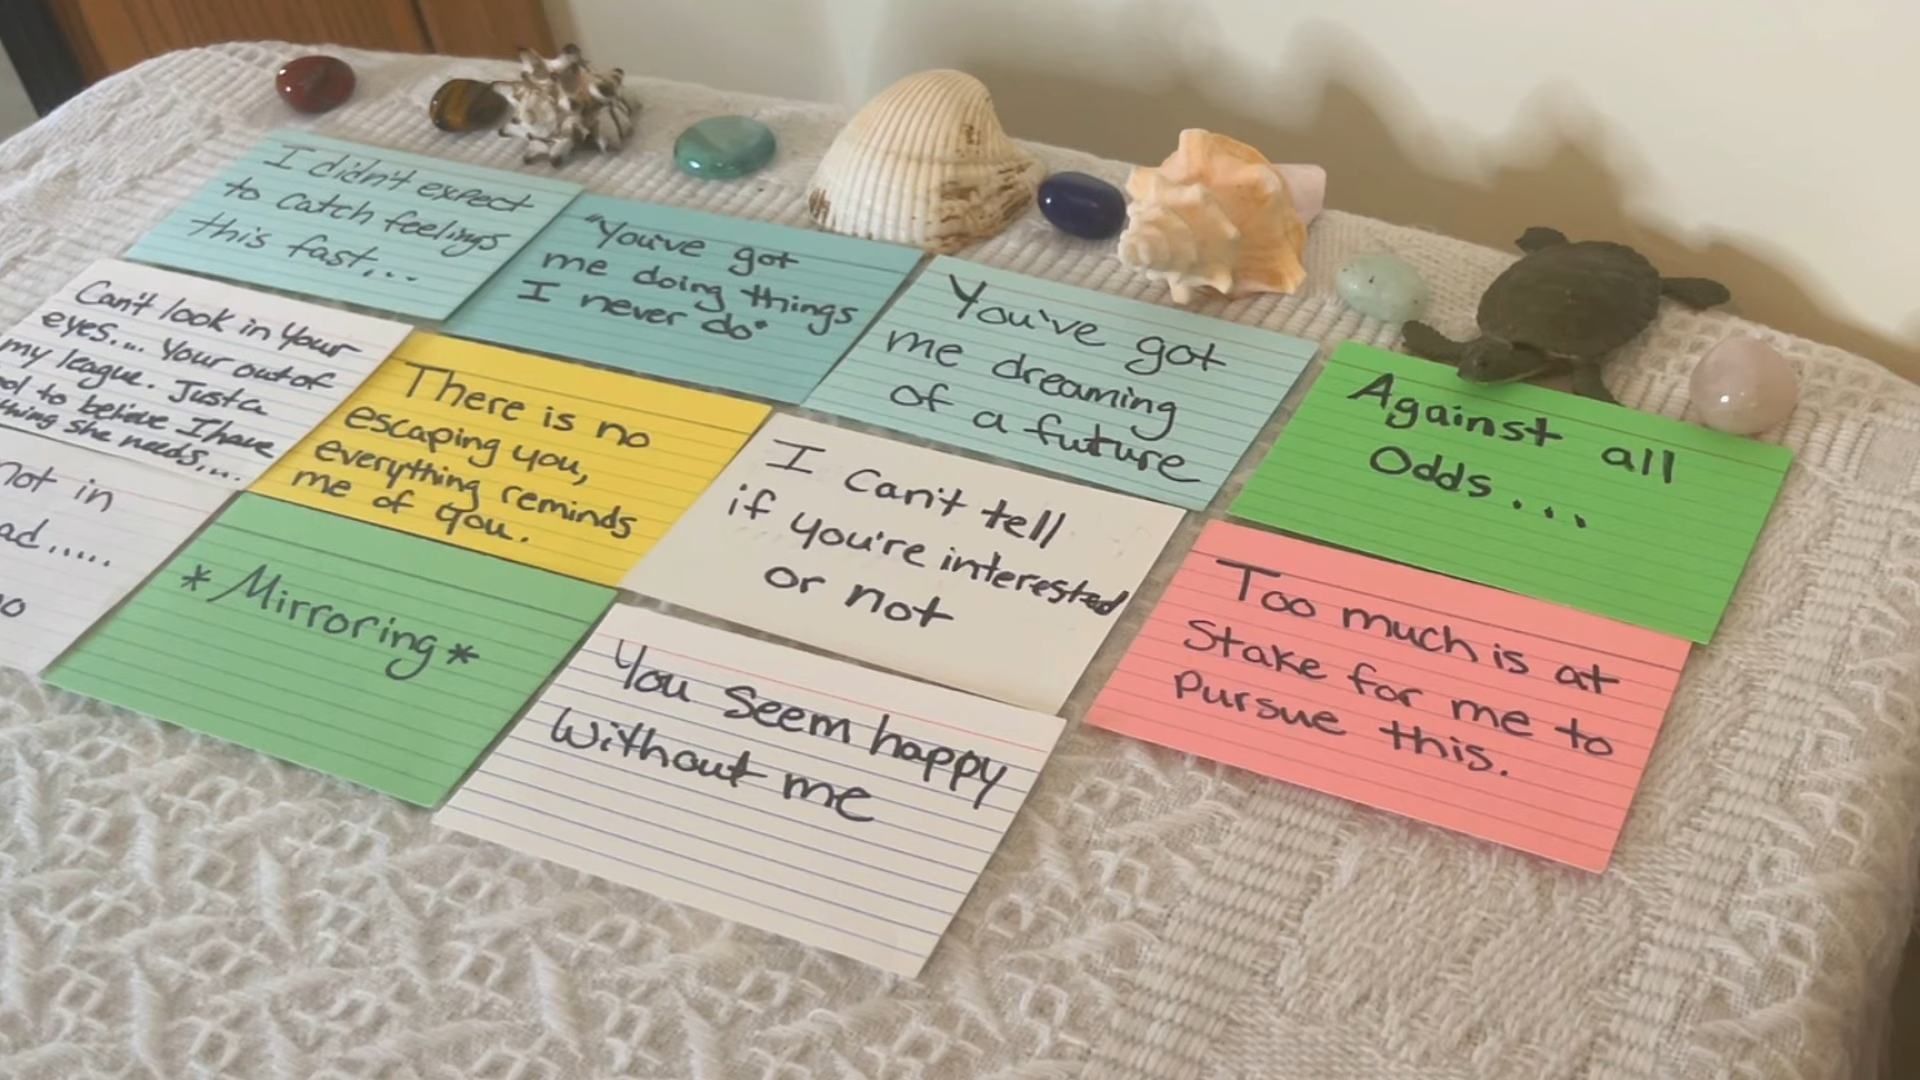 I didn't expect
to catch feelings
this fast,...
"You've got
me doing things
I never do"
You've got
me dreaming
of a future
Against all
Odds...
Can't look in your
eyes.... Your out of
my league. Just a
to believe I have
thing she needs,...
There is no
escaping you,
everything reminds
me of you.
I Can't tell
if you're interested
or not
Too much is at
Stake for me to
Pursue this.
not in
*Mirroring*
You Seem happy
Without me